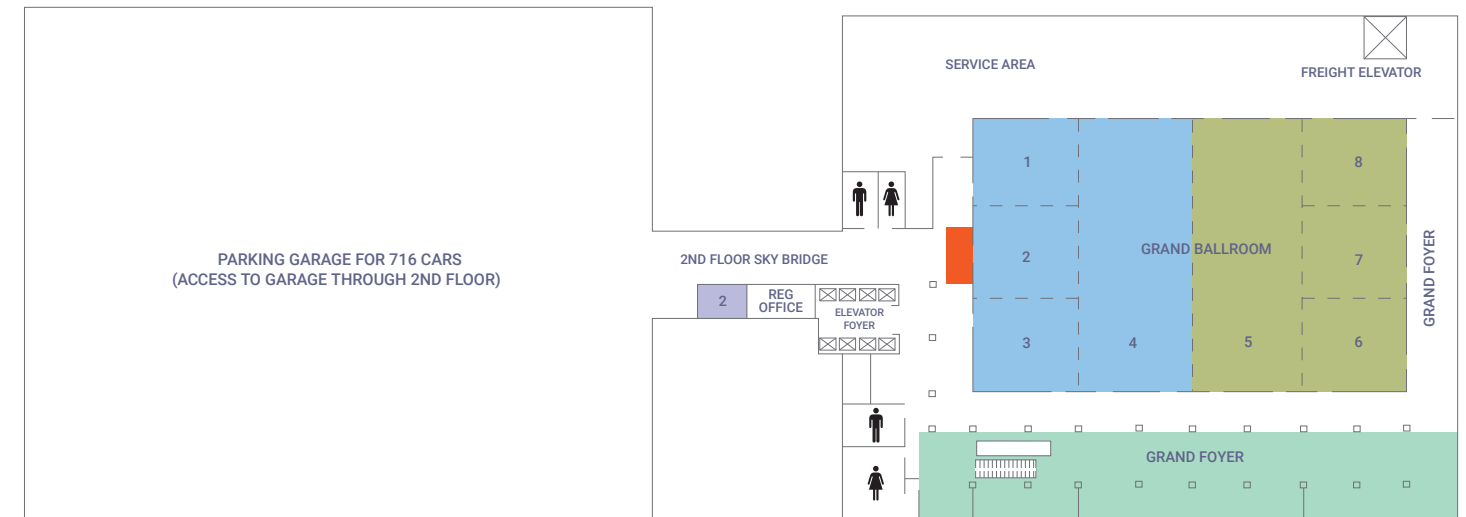 SERVICE AREA
FREIGHT ELEVATOR
1
8
PARKING GARAGE FOR 716 CARS
(ACCESS TO GARAGE THROUGH 2ND FLOOR)
2ND FLOOR SKY BRIDGE
2
GRAND BALLROOM
7
GRAND FOYER
2
REG
OFFICE
ELEVATOR
FOYER
3
4
5
6
GRAND FOYER